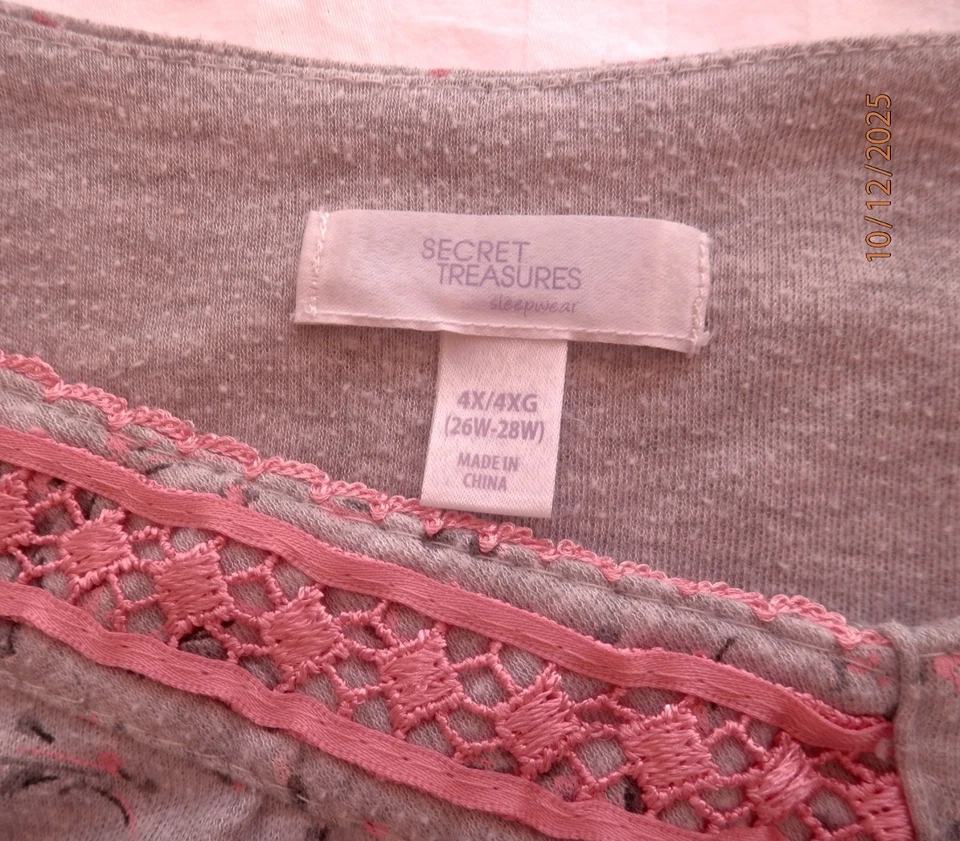 SECRET
TREASURES
sleepwear
4X/4XG
(26W-28W)
MADE IN
CHINA
10/12/2025